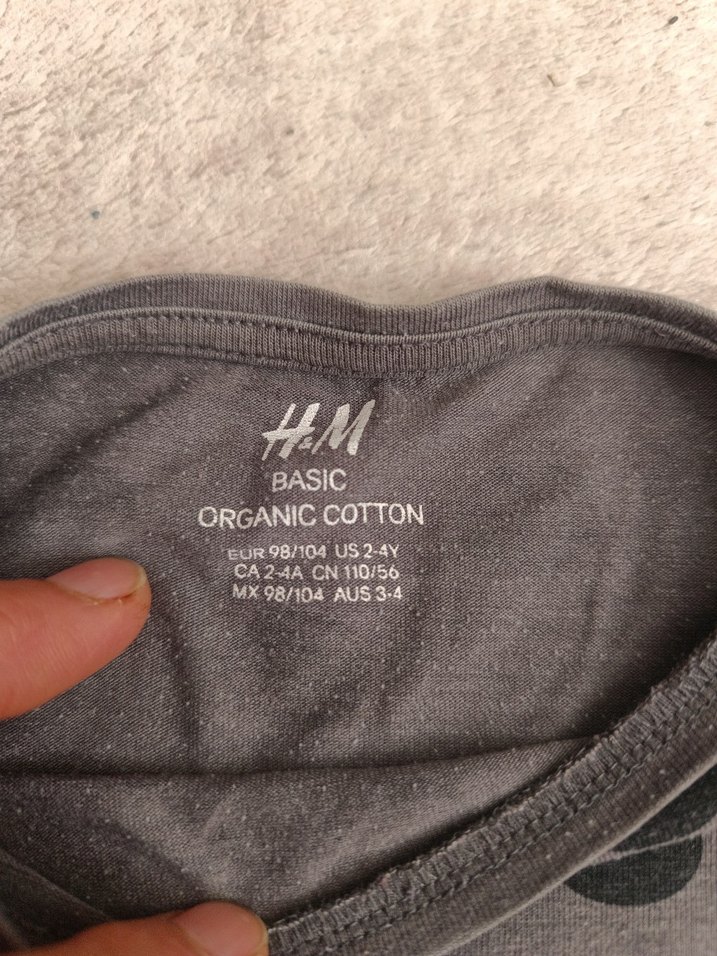 H&M
BASIC
ORGANIC COTTON
EUR 98/104 US 2-4Y
CA 2-4A CN 110/56
MX 98/104 AUS 3-4